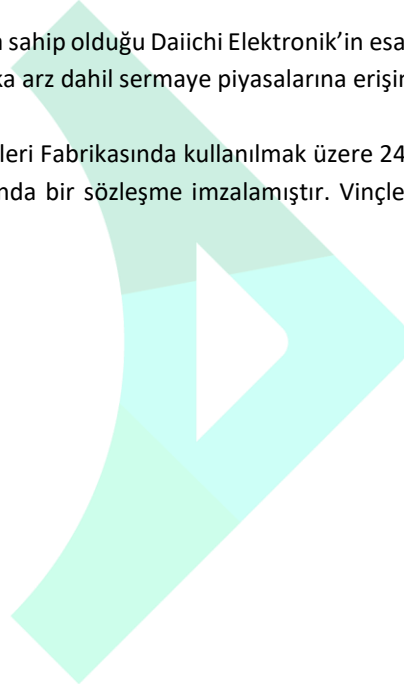 sahip olduğu Daiichi Elektronik'in esa
ka arz dahil sermaye piyasalarına erişi
leri Fabrikasında kullanılmak üzere 24
nda bir sözleşme imzalamıştır. Vinçle